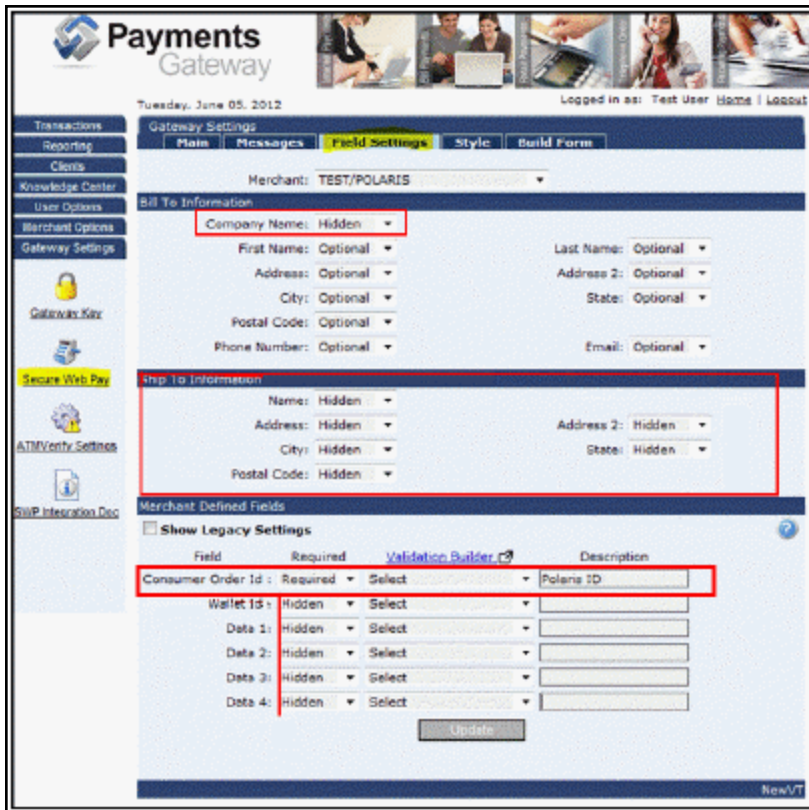 Payments
Gateway
Tuesday, June 05, 2012
Logged in as: Test User Home | Logout
Transactions
Reporting
Clients
Knowledge Center
User Options
Merchant Options
Gateway Settings
Gateway Key
Secure Web Pay
ATMVerify Settings
SWP Integration Doc
Gateway Settings
Main Messages Field Settings Style Build Form
Merchant: TEST/POLARIS
Bill To Information
Company Name: Hidden
First Name: Optional Last Name: Optional
Address: Optional Address 2: Optional
City: Optional State: Optional
Postal Code: Optional
Phone Number: Optional Email: Optional
Ship To Information
Name: Hidden
Address: Hidden Address 2: Hidden
City: Hidden State: Hidden
Postal Code: Hidden
Merchant Defined Fields
Show Legacy Settings
Field Required Validation Builder Description
Consumer Order Id : Required Select Polaris ID
Wallet Id : Hidden Select
Data 1: Hidden Select
Data 2: Hidden Select
Data 3: Hidden Select
Data 4: Hidden Select
Update
NewVT